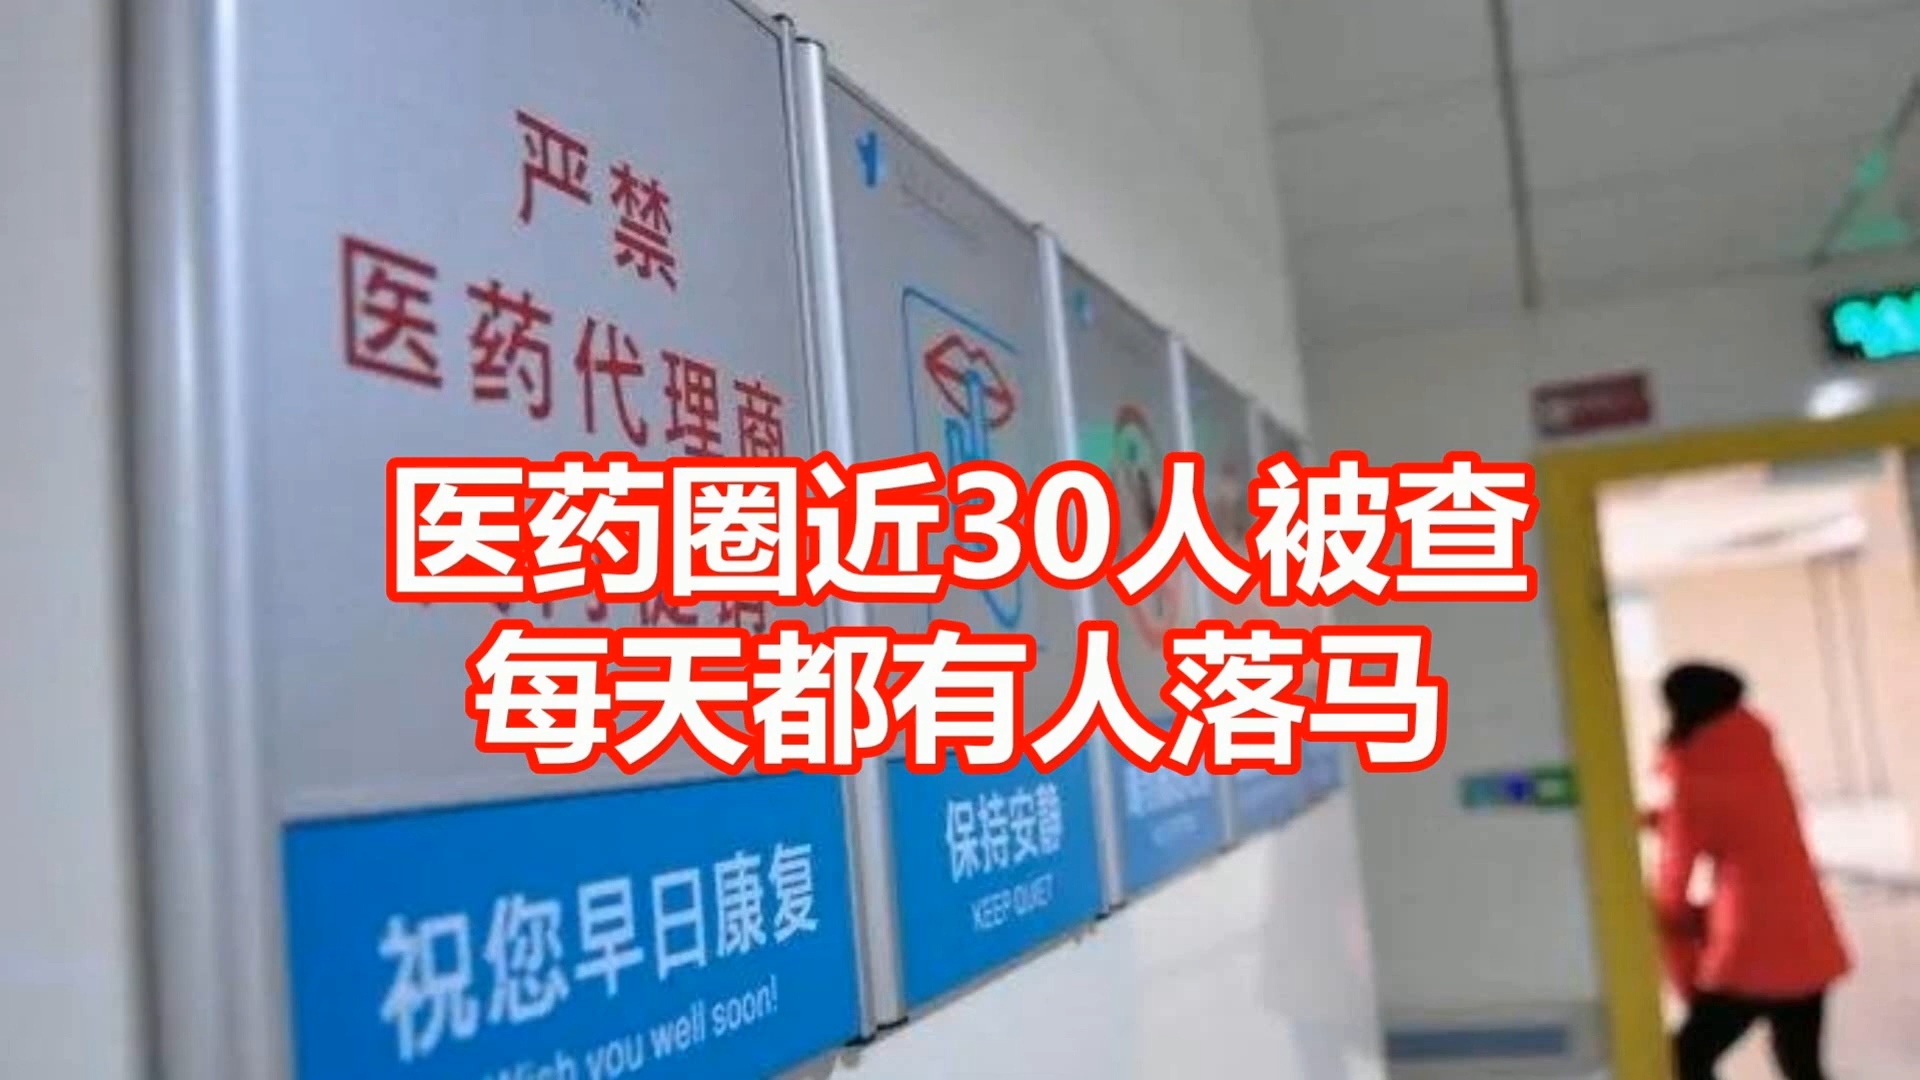 严禁
医药代理商
医药圈近30人被查
每天都有人落马
祝您早日康复
Wish you well soon!
保持安静
KEEP QUIET